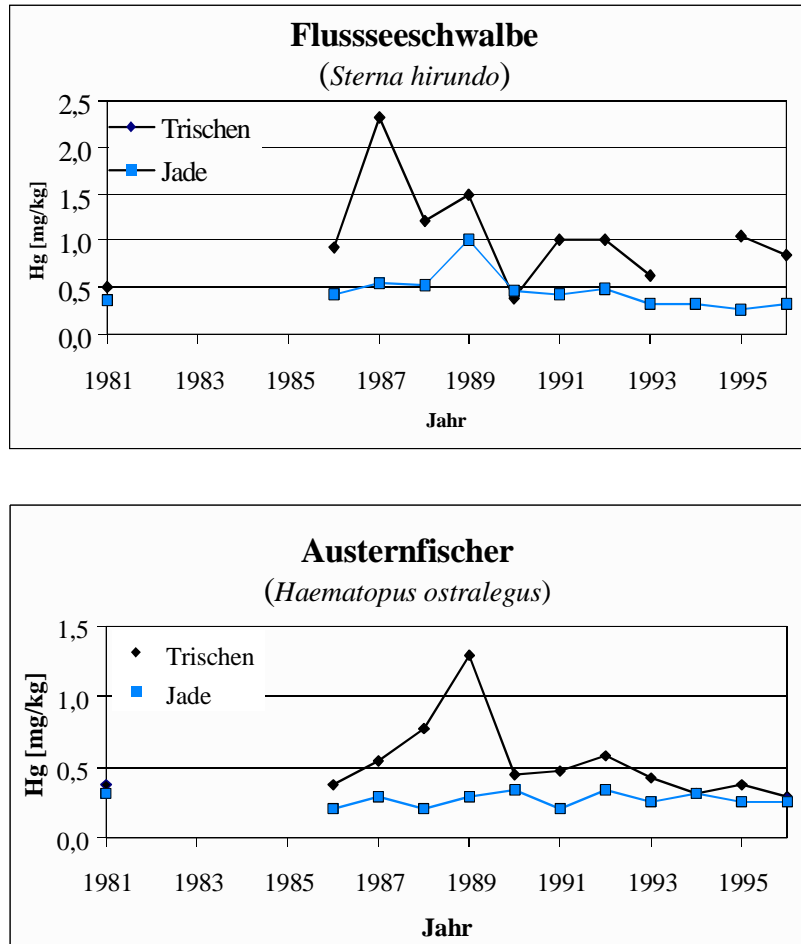 Flussseeschwalbe
(Sterna hirundo)
2,5
2,0
1,5
1,0
0,5
0,0
Hg [mg/kg]
Trischen
Jade
1981 1983 1985 1987 1989 1991 1993 1995
Jahr
Austernfischer
(Haematopus ostralegus)
1,5
1,0
0,5
0,0
Hg [mg/kg]
Trischen
Jade
1981 1983 1985 1987 1989 1991 1993 1995
Jahr